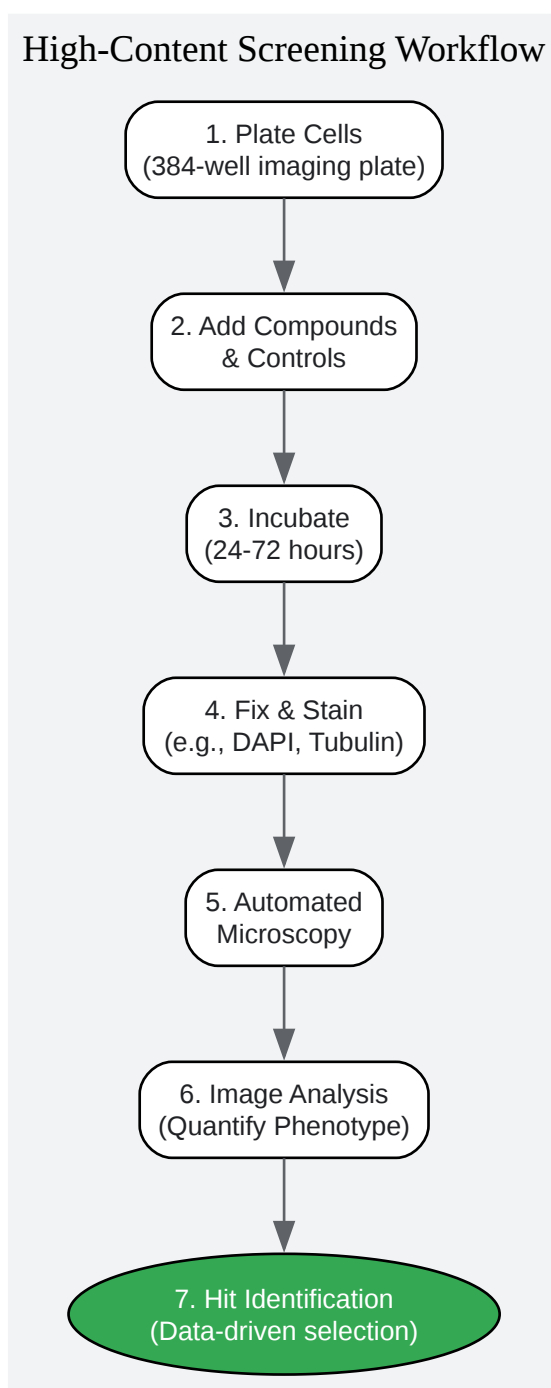 High-Content Screening Workflow
1. Plate Cells
(384-well imaging plate)
2. Add Compounds
& Controls
3. Incubate
(24-72 hours)
4. Fix & Stain
(e.g., DAPI, Tubulin)
5. Automated
Microscopy
6. Image Analysis
(Quantify Phenotype)
7. Hit Identification
(Data-driven selection)